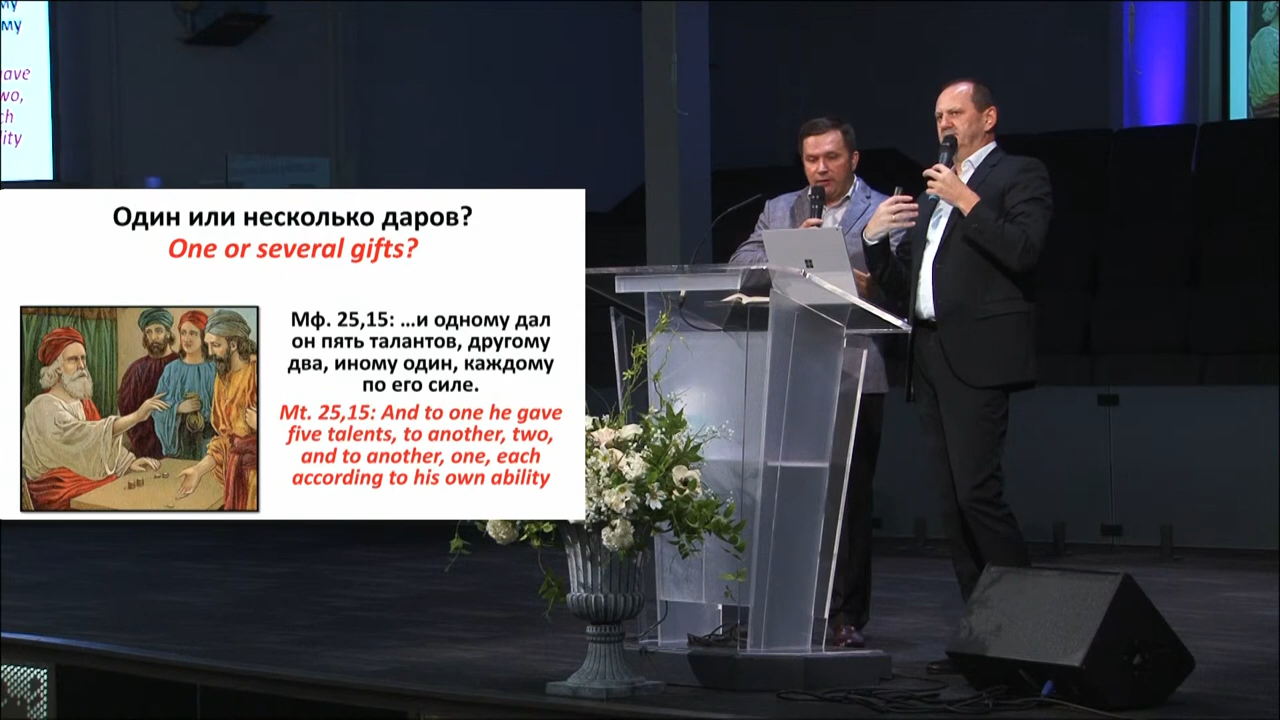 Один или несколько даров?
One or several gifts?
Мф. 25,15: ...и одному дал
он пять талантов, другому
два, иному один, каждому
по его силе.
Mt. 25,15: And to one he gave
five talents, to another, two,
and to another, one, each
according to his own ability